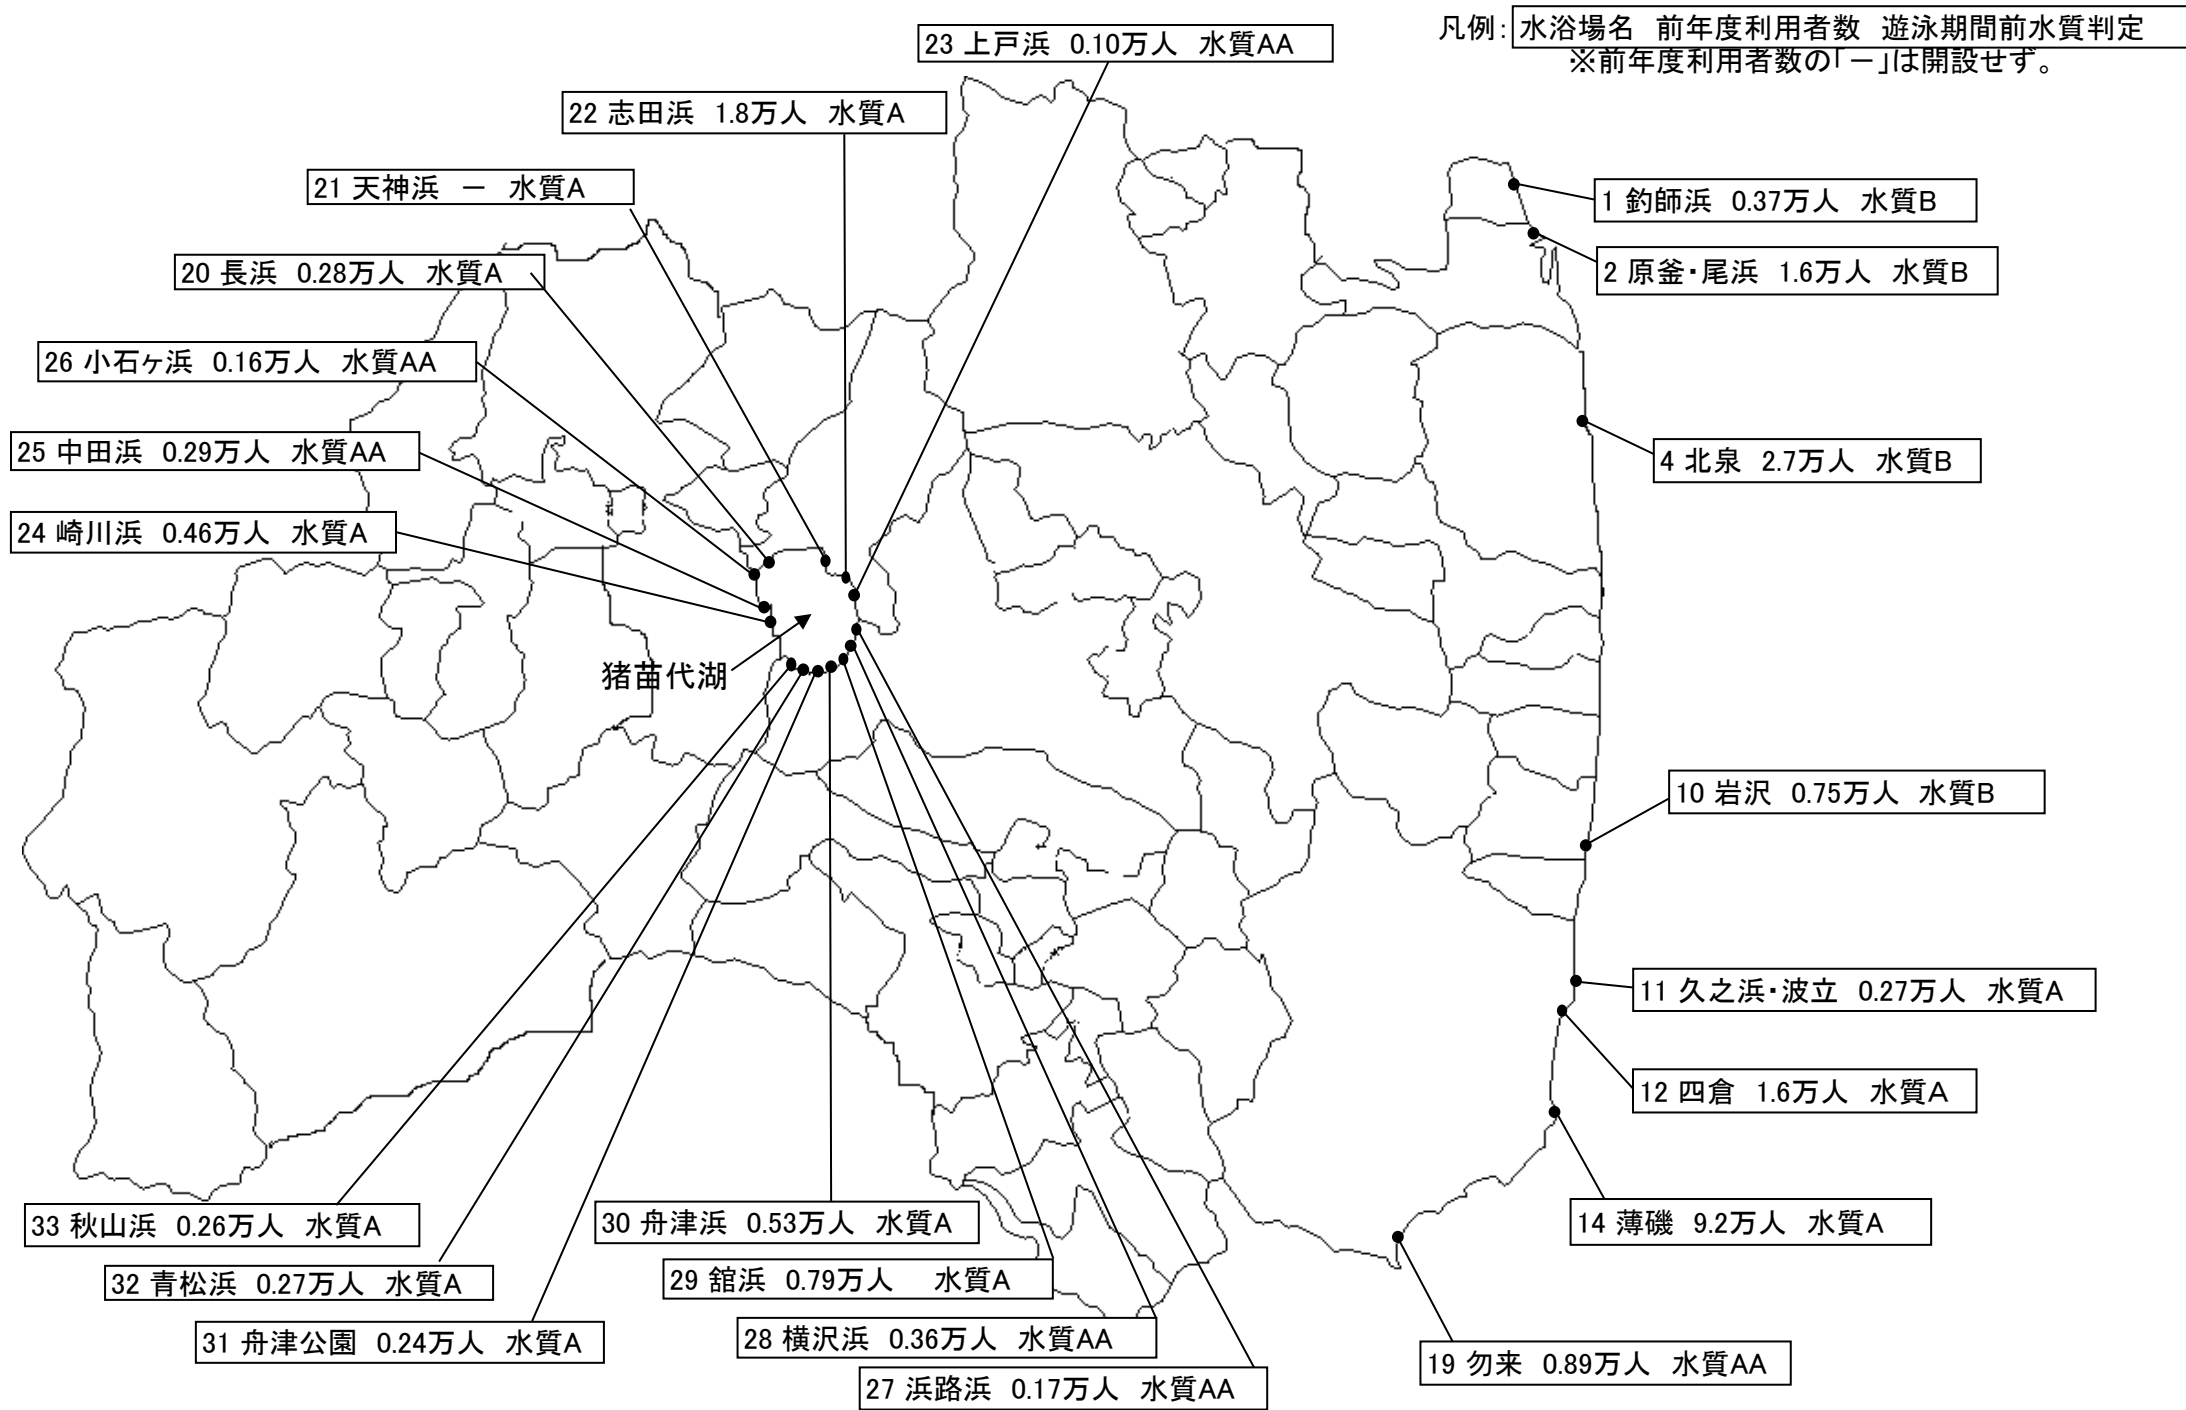 凡例：水浴場名　前年度利用者数　遊泳期間前水質判定
※前年度利用者数の「－」は開設せず。
23 上戸浜　0.10万人　水質AA
22 志田浜　1.8万人　水質A
21 天神浜　－　水質A
20 長浜　0.28万人　水質A
26 小石ヶ浜　0.16万人　水質AA
25 中田浜　0.29万人　水質AA
24 崎川浜　0.46万人　水質A
猪苗代湖
1 釣師浜　0.37万人　水質B
2 原釜・尾浜　1.6万人　水質B
4 北泉　2.7万人　水質B
10 岩沢　0.75万人　水質B
11 久之浜・波立　0.27万人　水質A
12 四倉　1.6万人　水質A
14 薄磯　9.2万人　水質A
19 勿来　0.89万人　水質AA
33 秋山浜　0.26万人　水質A
32 青松浜　0.27万人　水質A
31 舟津公園　0.24万人　水質A
30 舟津浜　0.53万人　水質A
29 舘浜　0.79万人　水質A
28 横沢浜　0.36万人　水質AA
27 浜路浜　0.17万人　水質AA